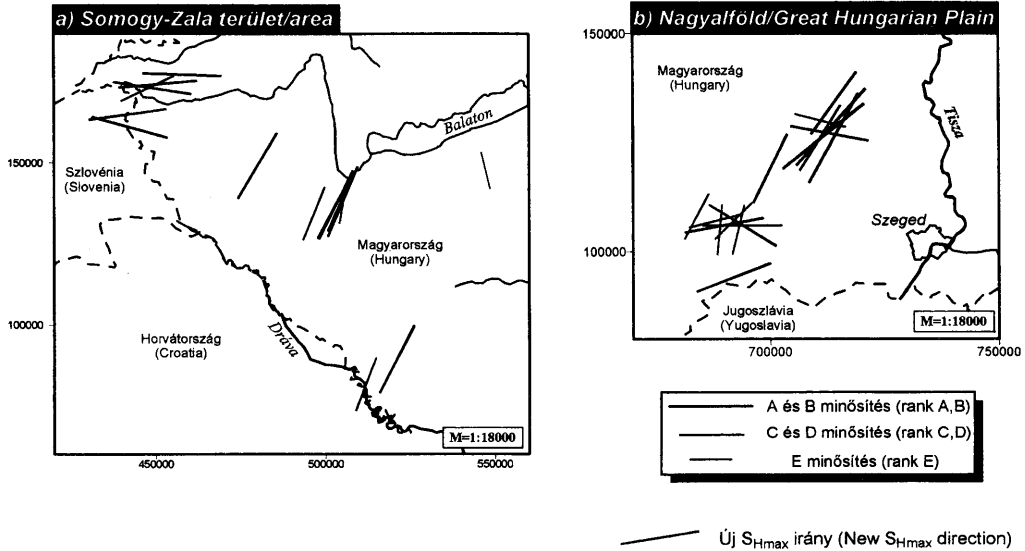 a) Somogy-Zala terület/area
Balaton
150000
Szlovénia
(Slovenia)
Magyarország
(Hungary)
100000
Horvátország
(Croatia)
Dráva
M=1:18000
450000
500000
550000
b) Nagyalföld/Great Hungarian Plain
150000
Magyarország
(Hungary)
Tisza
Szeged
100000
Jugoszlávia
(Yugoslavia)
M=1:18000
700000
750000
A és B minősítés (rank A,B)
C és D minősítés (rank C,D)
E minősítés (rank E)
Új SHmax irány (New SHmax direction)